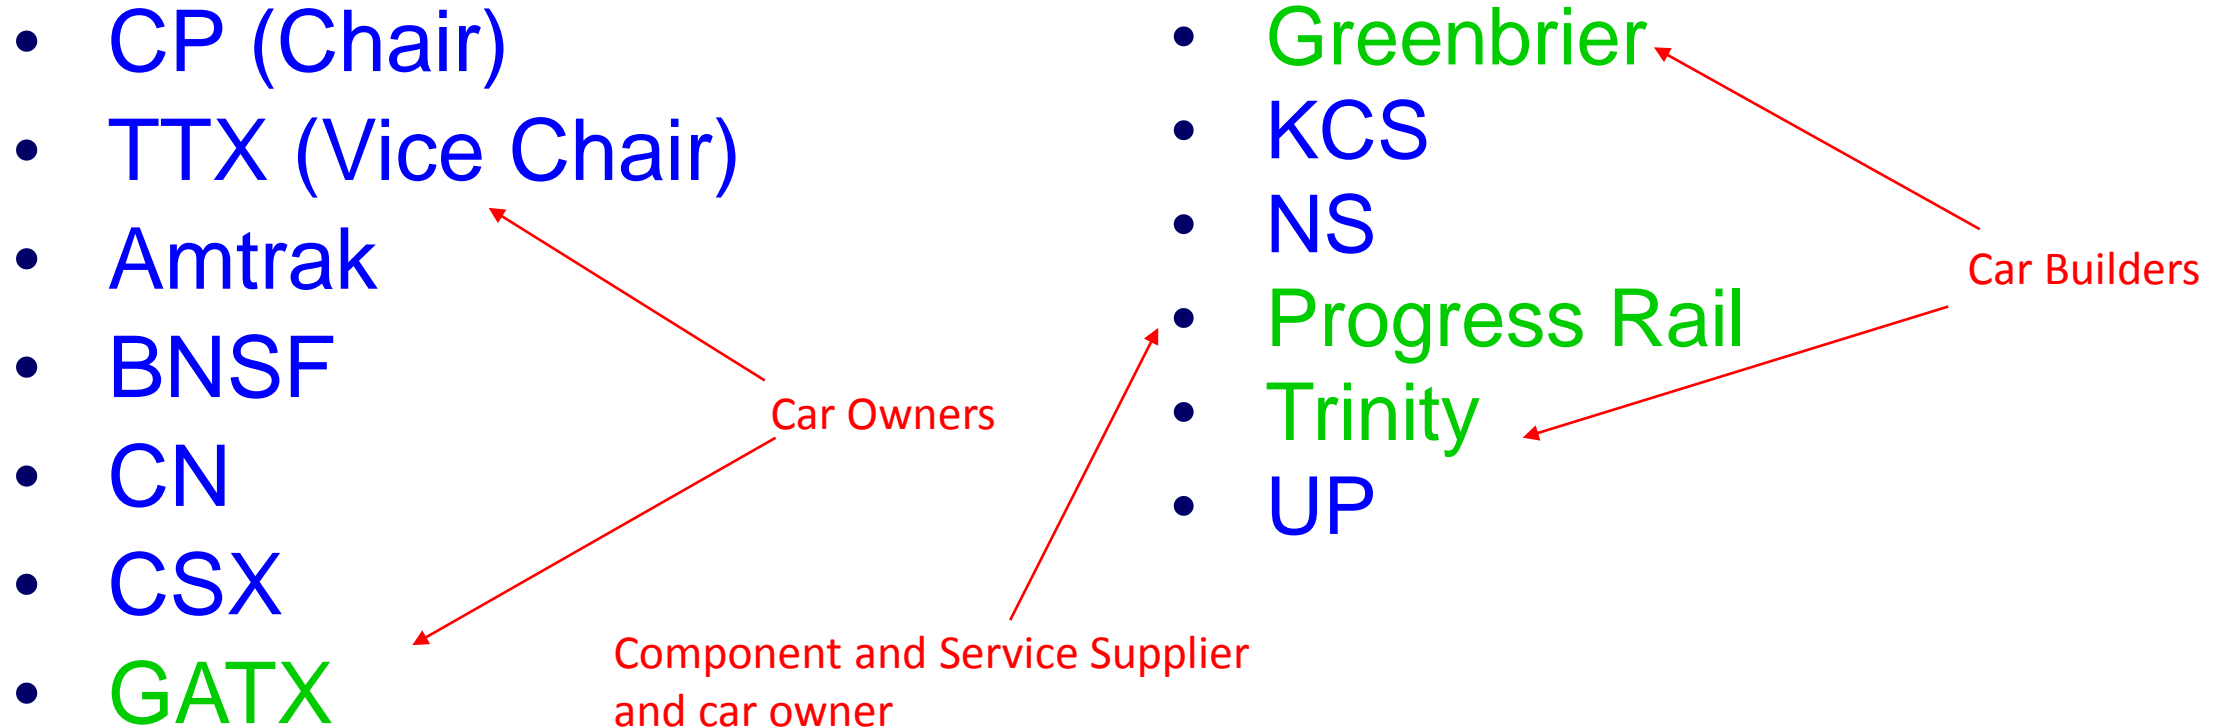 • CP (Chair)
• TTX (Vice Chair)
• Amtrak
• BNSF
• CN
• CSX
• GATX
Car Owners
Component and Service Supplier
and car owner
• Greenbrier
• KCS
• NS
• Progress Rail
• Trinity
• UP
Car Builders